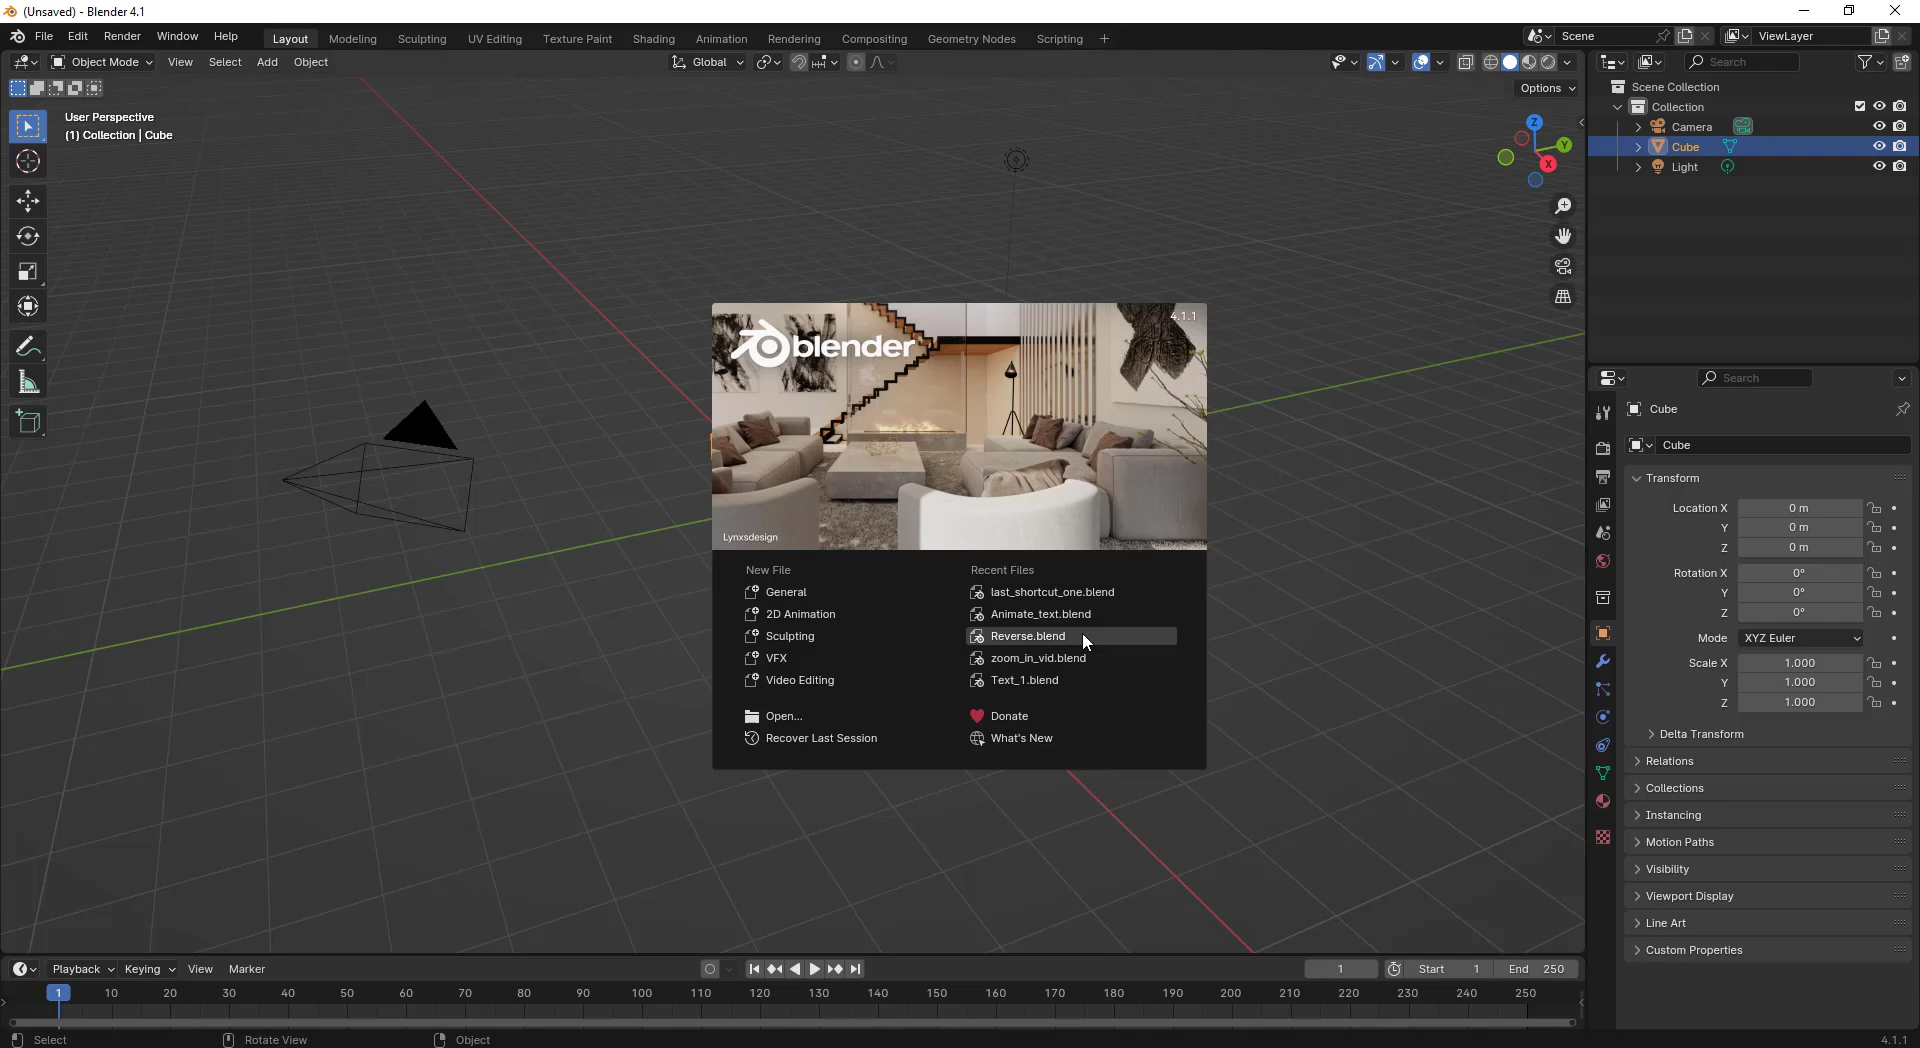 (Unsaved) - Blender 4.1
File Edit Render Window Help Layout Modeling Sculpting UV Editing Texture Paint Shading Animation Rendering Compositing Geometry Nodes Scripting + Scene ViewLayer
Object Mode View Select Add Object Global Search
Options
User Perspective
(1) Collection | Cube
Z
Y
X
Scene Collection
Collection
Camera
Cube
Light
4.1.1
blender
Lynxsdesign
New File
General
2D Animation
Sculpting
VFX
Video Editing
Open...
Recover Last Session
Recent Files
last_shortcut_one.blend
Animate_text.blend
Reverse.blend
zoom_in_vid.blend
Text_1.blend
Donate
What's New
Search
Cube
Cube
Transform
Location X 0 m
Y 0 m
Z 0 m
Rotation X 0°
Y 0°
Z 0°
Mode XYZ Euler
Scale X 1.000
Y 1.000
Z 1.000
Delta Transform
Relations
Collections
Instancing
Motion Paths
Visibility
Viewport Display
Line Art
Custom Properties
Playback Keying View Marker 1 Start 1 End 250
1 10 20 30 40 50 60 70 80 90 100 110 120 130 140 150 160 170 180 190 200 210 220 230 240 250
Select Rotate View Object 4.1.1